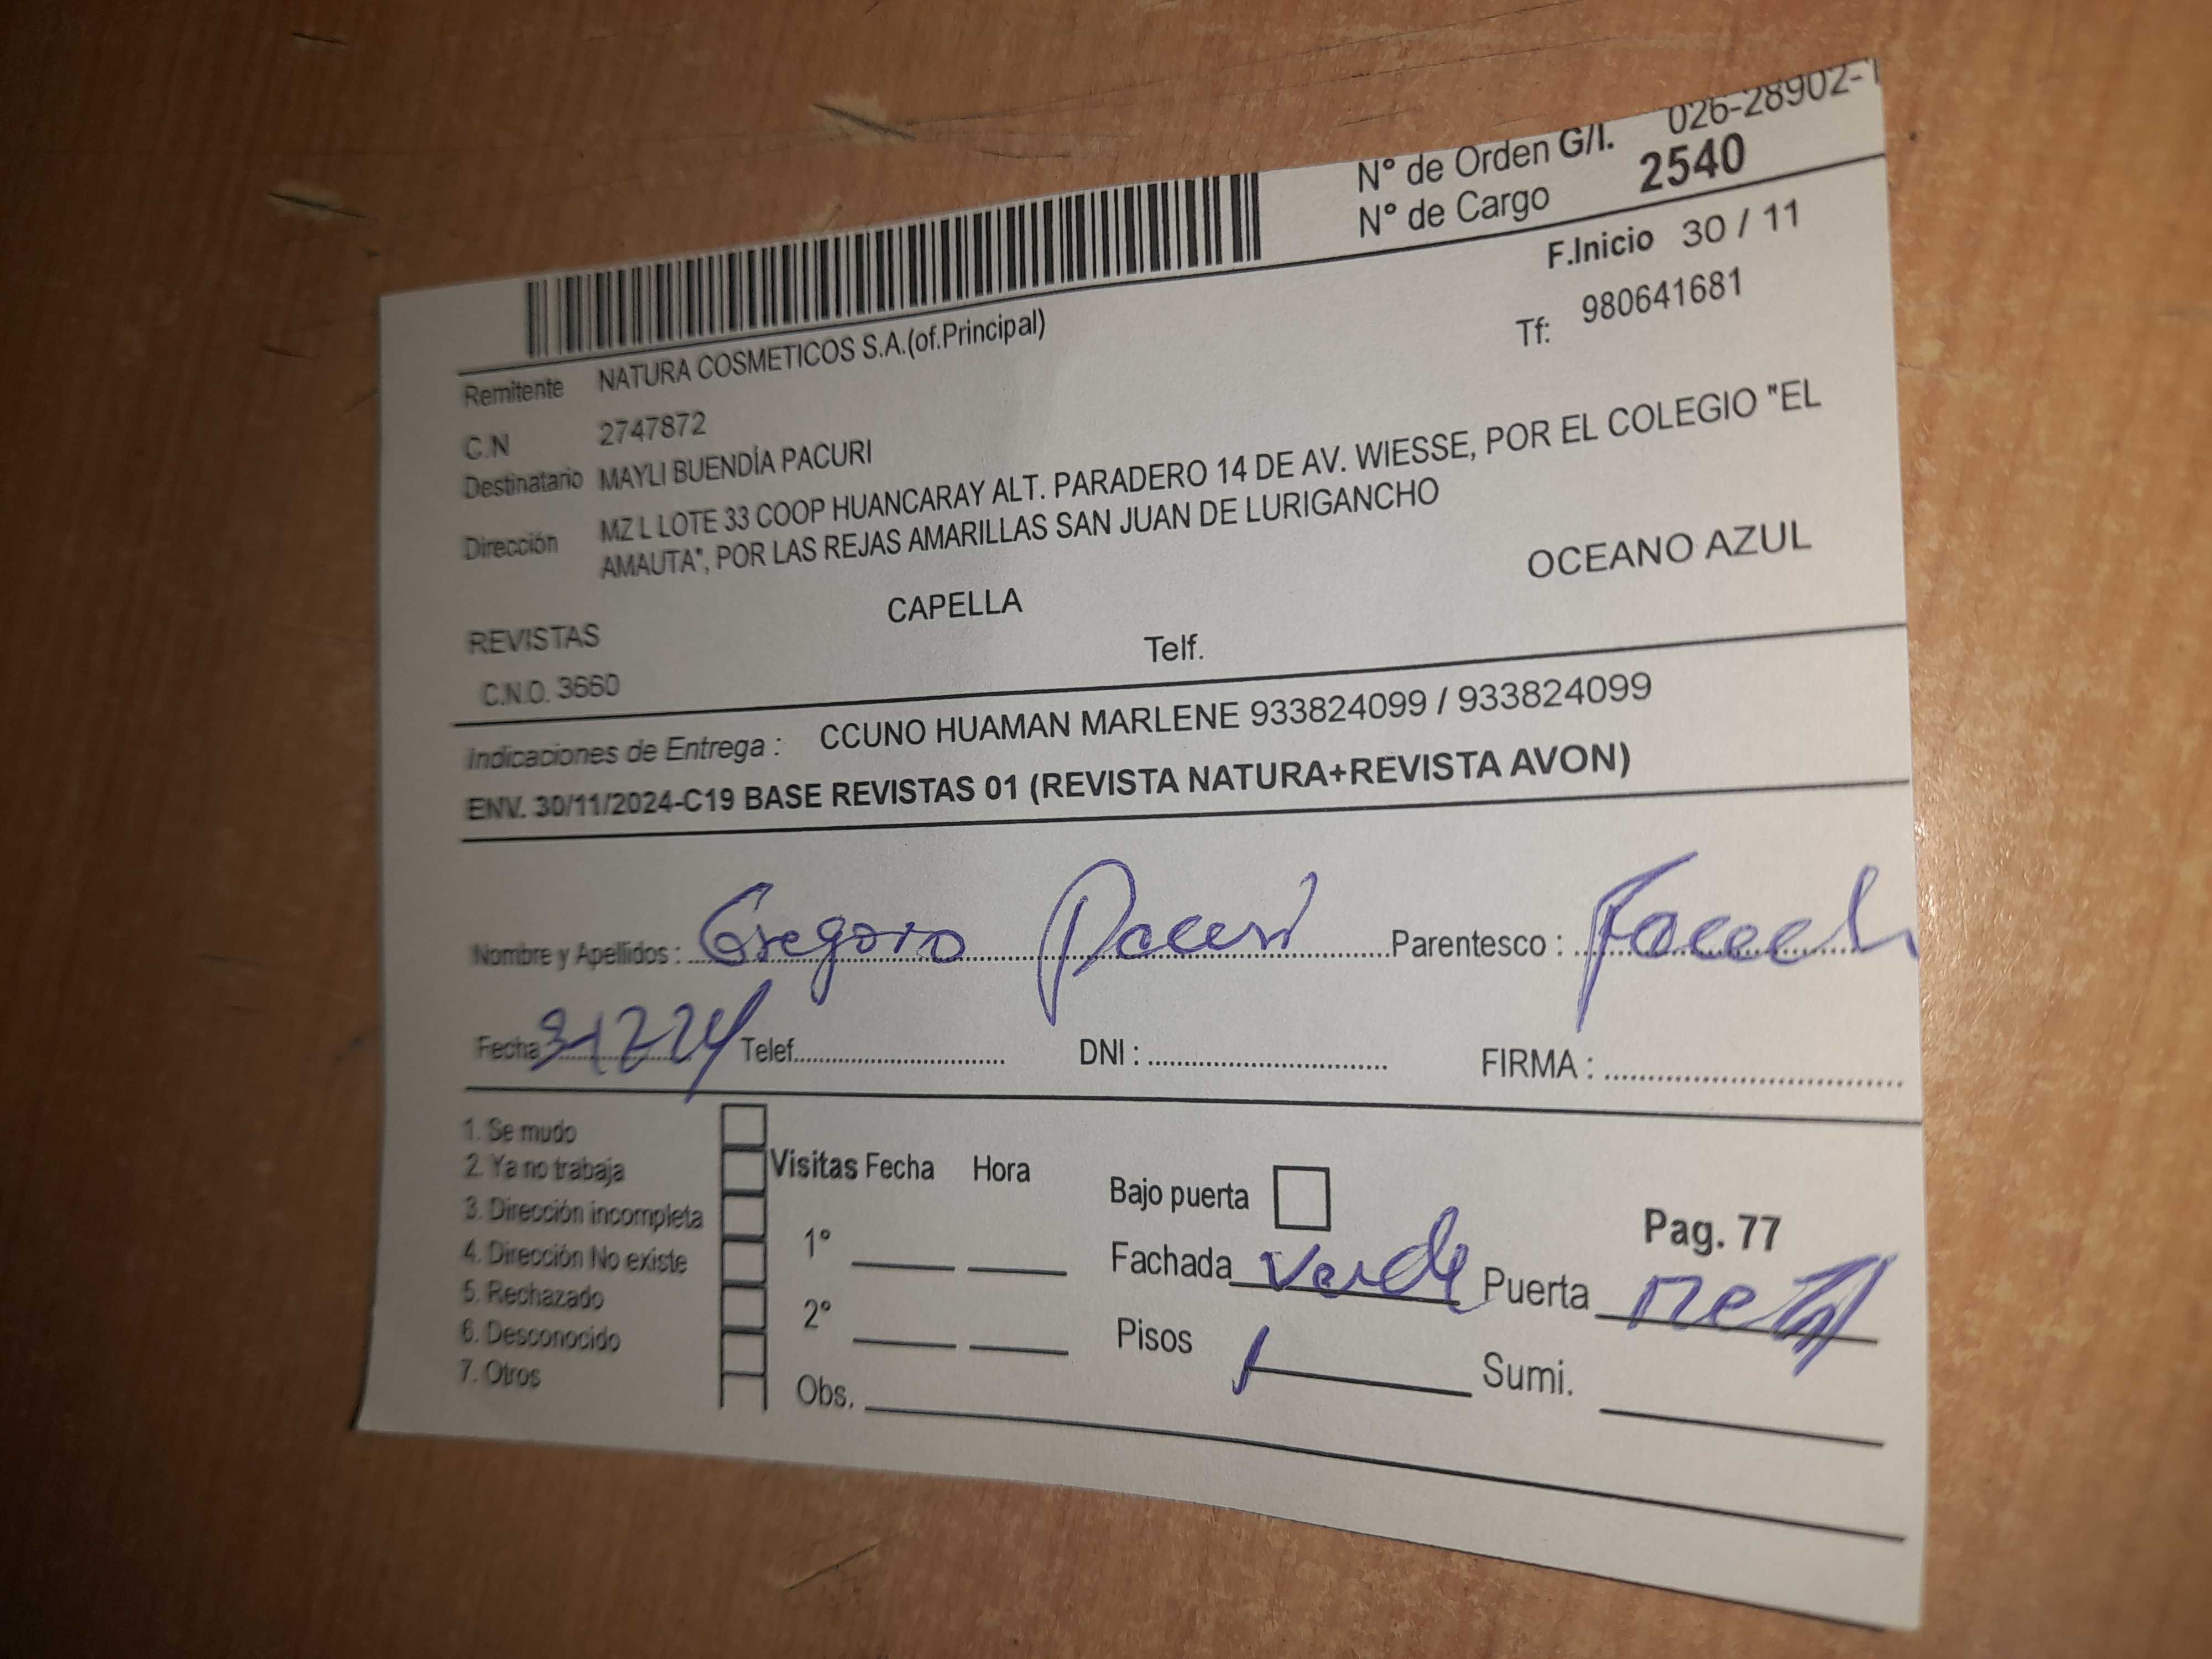 N° de Orden G/I. 026-28902-1
N° de Cargo 2540
F.Inicio 30 / 11
Remitente NATURA COSMETICOS S.A.(of.Principal)
Tf: 980641681
C.N 2747872
Destinatario MAYLI BUENDÍA PACURI
Dirección MZ L LOTE 33 COOP HUANCARAY ALT. PARADERO 14 DE AV. WIESSE, POR EL COLEGIO "EL
AMAUTA", POR LAS REJAS AMARILLAS SAN JUAN DE LURIGANCHO
REVISTAS CAPELLA OCEANO AZUL
C.N.O. 3660 Telf.
Indicaciones de Entrega : CCUNO HUAMAN MARLENE 933824099 / 933824099
ENV. 30/11/2024-C19 BASE REVISTAS 01 (REVISTA NATURA+REVISTA AVON)
Nombre y Apellidos : Gregoro Pacuri Parentesco :
Fecha 31224 Telef. DNI : FIRMA :
1. Se mudo
2. Ya no trabaja
3. Dirección incompleta
4. Dirección No existe
5. Rechazado
6. Desconocido
7. Otros
Visitas Fecha Hora
1°
2°
Obs.
Bajo puerta
Pag. 77
Fachada Verde Puerta metal
Pisos 1 Sumi.